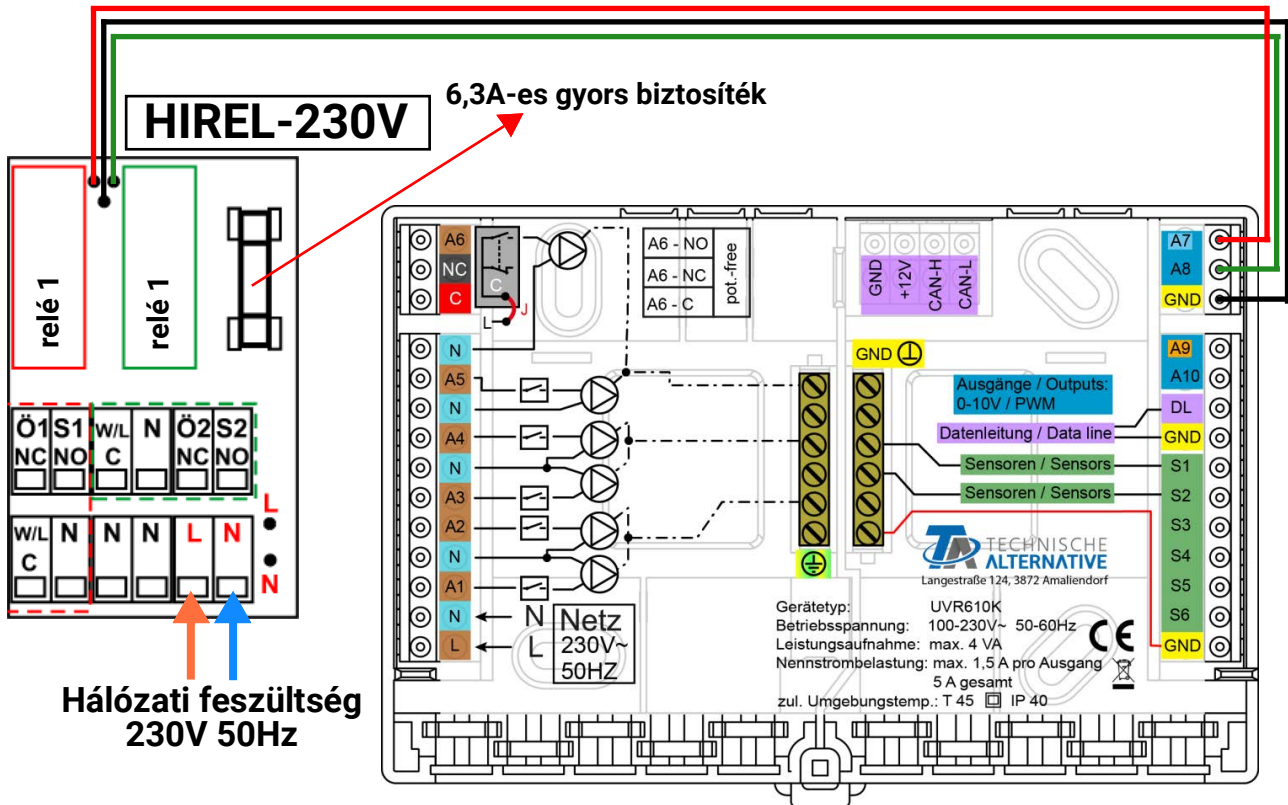 6,3A-es gyors biztosíték
HIREL-230V
relé 1
relé 1
Ö1 S1 W/L N Ö2 S2
NC NO C NC NO
W/L N N N L N
C
L
N
Hálózati feszültség
230V 50Hz
A6
NC
C
N
A5
N
A4
N
A3
A2
N
A1
N
L
C
J
L
N Netz
L 230V~
50HZ
A6 - NO
A6 - NC
A6 - C
pot.-free
GND
+12V
CAN-H
CAN-L
GND
Ausgänge / Outputs:
0-10V / PWM
Datenleitung / Data line
Sensoren / Sensors
Sensoren / Sensors
A7
A8
GND
A9
A10
DL
GND
S1
S2
S3
S4
S5
S6
GND
TA TECHNISCHE
ALTERNATIVE
Langestraße 124, 3872 Amaliendorf
Gerätetyp: UVR610K
Betriebsspannung: 100-230V~ 50-60Hz
Leistungsaufnahme: max. 4 VA
Nennstrombelastung: max. 1,5 A pro Ausgang
5 A gesamt
zul. Umgebungstemp.: T 45 IP 40
CE